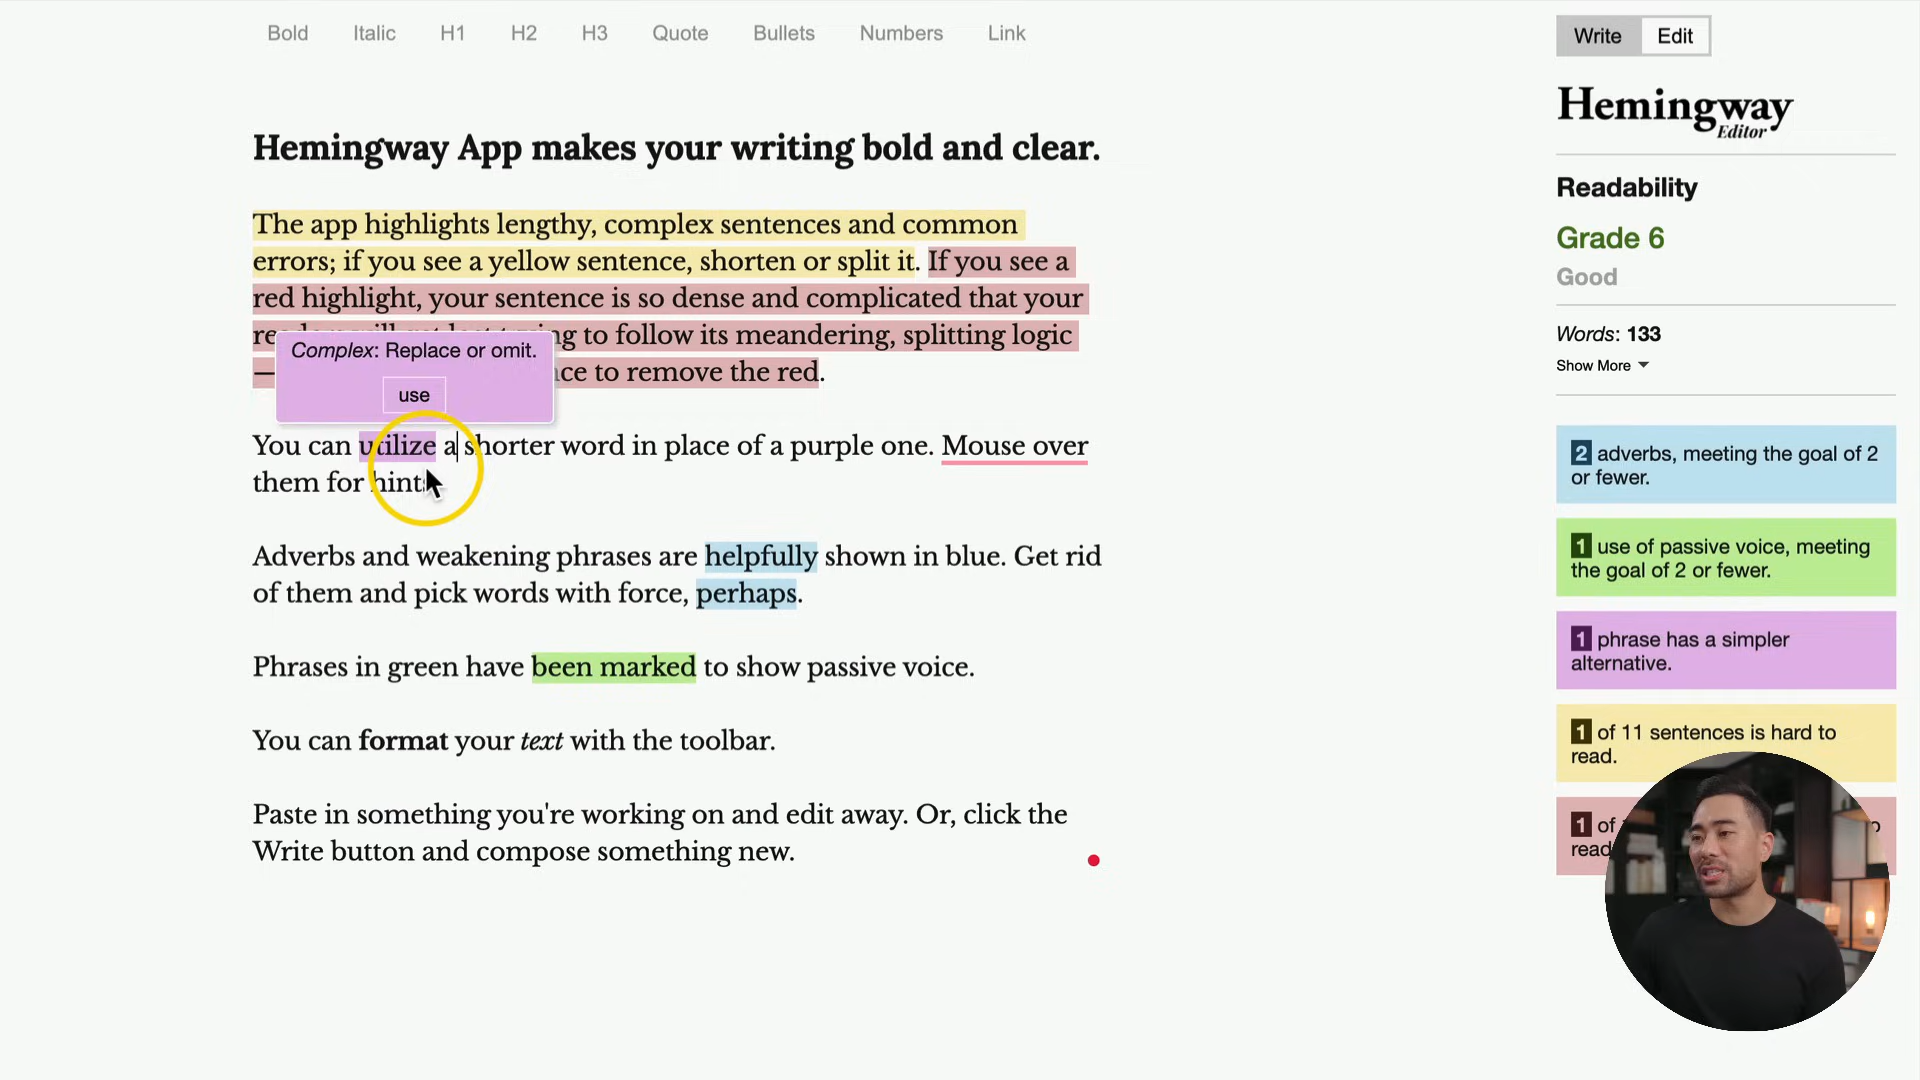 Bold Italic H1 H2 H3 Quote Bullets Numbers Link
Write Edit
Hemingway
Editor
Hemingway App makes your writing bold and clear.
The app highlights lengthy, complex sentences and common
errors; if you see a yellow sentence, shorten or split it. If you see a
red highlight, your sentence is so dense and complicated that your
to follow its meandering, splitting logic
— to remove the red.
Complex: Replace or omit.
use
You can utilize a shorter word in place of a purple one. Mouse over
them for hints
Adverbs and weakening phrases are helpfully shown in blue. Get rid
of them and pick words with force, perhaps.
Phrases in green have been marked to show passive voice.
You can format your text with the toolbar.
Paste in something you're working on and edit away. Or, click the
Write button and compose something new.
Readability
Grade 6
Good
Words: 133
Show More
2 adverbs, meeting the goal of 2
or fewer.
1 use of passive voice, meeting
the goal of 2 or fewer.
1 phrase has a simpler
alternative.
1 of 11 sentences is hard to
read.
1 of
read